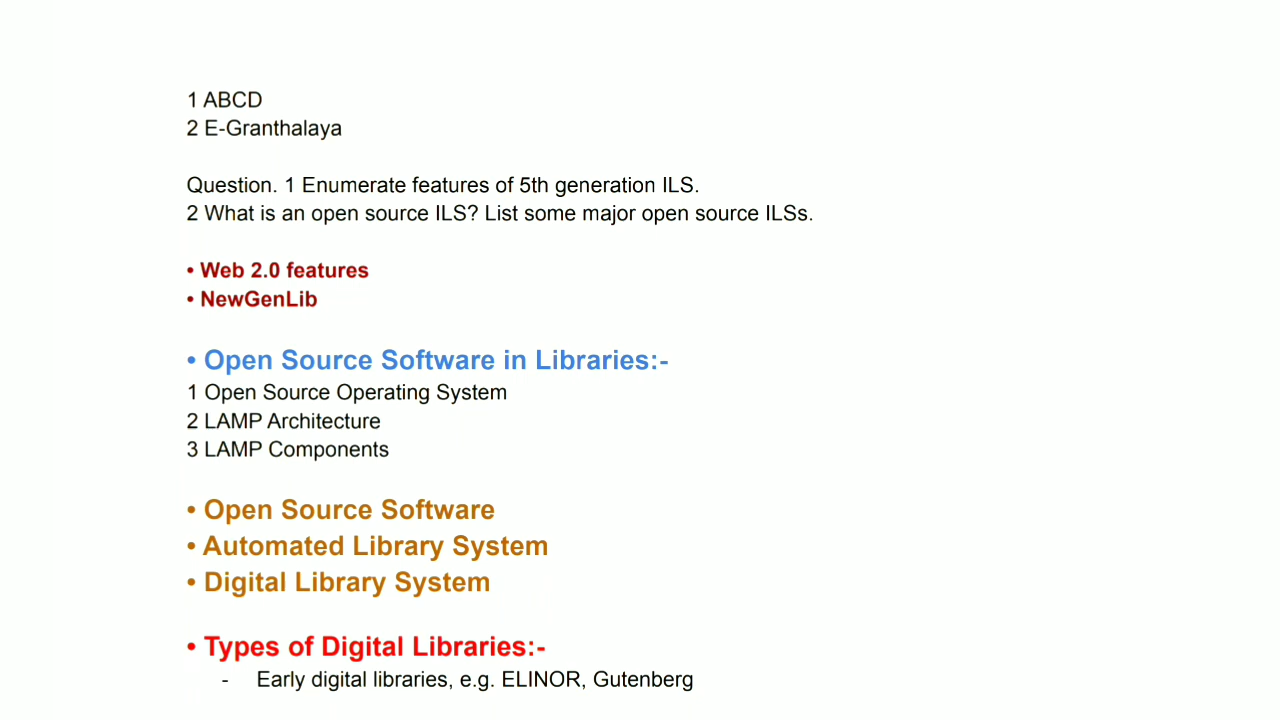 1 ABCD
2 E-Granthalaya
Question. 1 Enumerate features of 5th generation ILS.
2 What is an open source ILS? List some major open source ILSs.
• Web 2.0 features
• NewGenLib
• Open Source Software in Libraries:-
1 Open Source Operating System
2 LAMP Architecture
3 LAMP Components
• Open Source Software
• Automated Library System
• Digital Library System
• Types of Digital Libraries:-
- Early digital libraries, e.g. ELINOR, Gutenberg